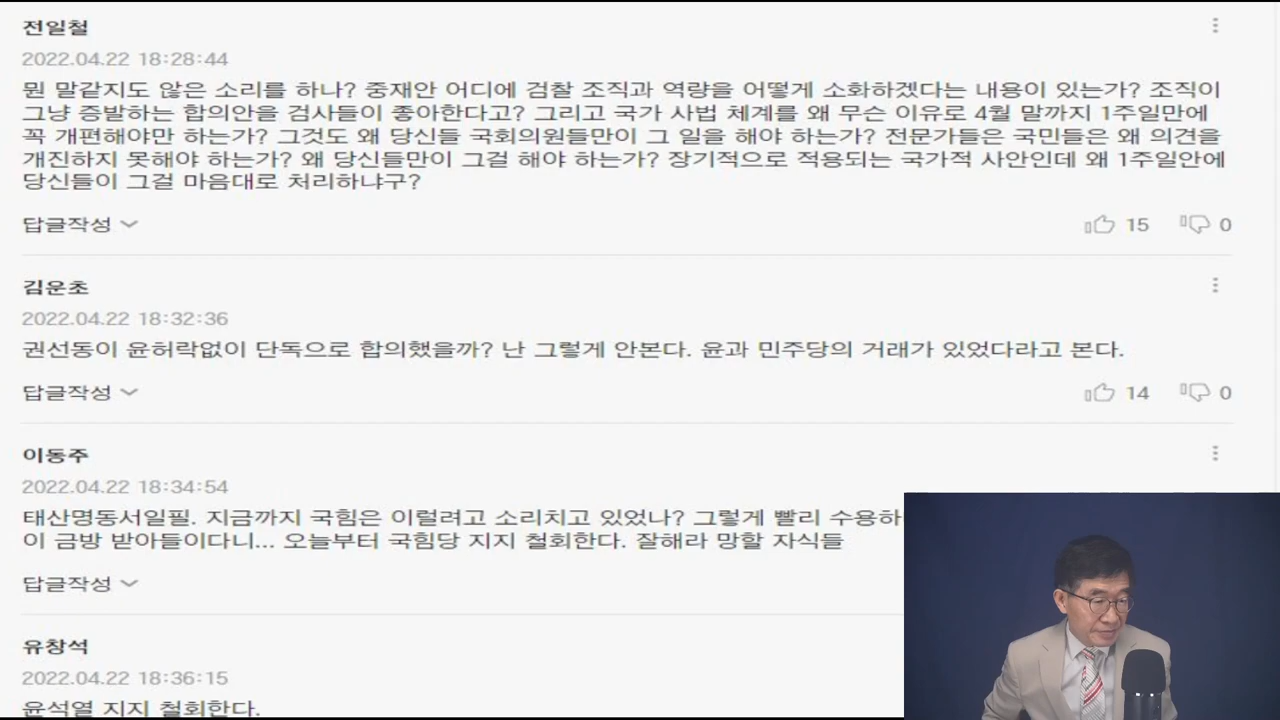 전일철
2022.04.22 18:28:44
뭔 말같지도 않은 소리를 하나? 중재안 어디에 검찰 조직과 역량을 어떻게 소화하겠다는 내용이 있는가? 조직이
그냥 증발하는 합의안을 검사들이 좋아한다고? 그리고 국가 사법 체계를 왜 무슨 이유로 4월 말까지 1주일만에
꼭 개편해야만 하는가? 그것도 왜 당신들 국회의원들만이 그 일을 해야 하는가? 전문가들은 국민들은 왜 의견을
개진하지 못해야 하는가? 왜 당신들만이 그걸 해야 하는가? 장기적으로 적용되는 국가적 사안인데 왜 1주일안에
당신들이 그걸 마음대로 처리하냐구?
답글작성
15
0
김운초
2022.04.22 18:32:36
권선동이 윤허락없이 단독으로 합의했을까? 난 그렇게 안본다. 윤과 민주당의 거래가 있었다라고 본다.
답글작성
14
0
이동주
2022.04.22 18:34:54
태산명동서일필. 지금까지 국힘은 이럴려고 소리치고 있었나? 그렇게 빨리 수용하
이 금방 받아들이다니... 오늘부터 국힘당 지지 철회한다. 잘해라 망할 자식들
답글작성
유창석
2022.04.22 18:36:15
윤석열 지지 철회한다.